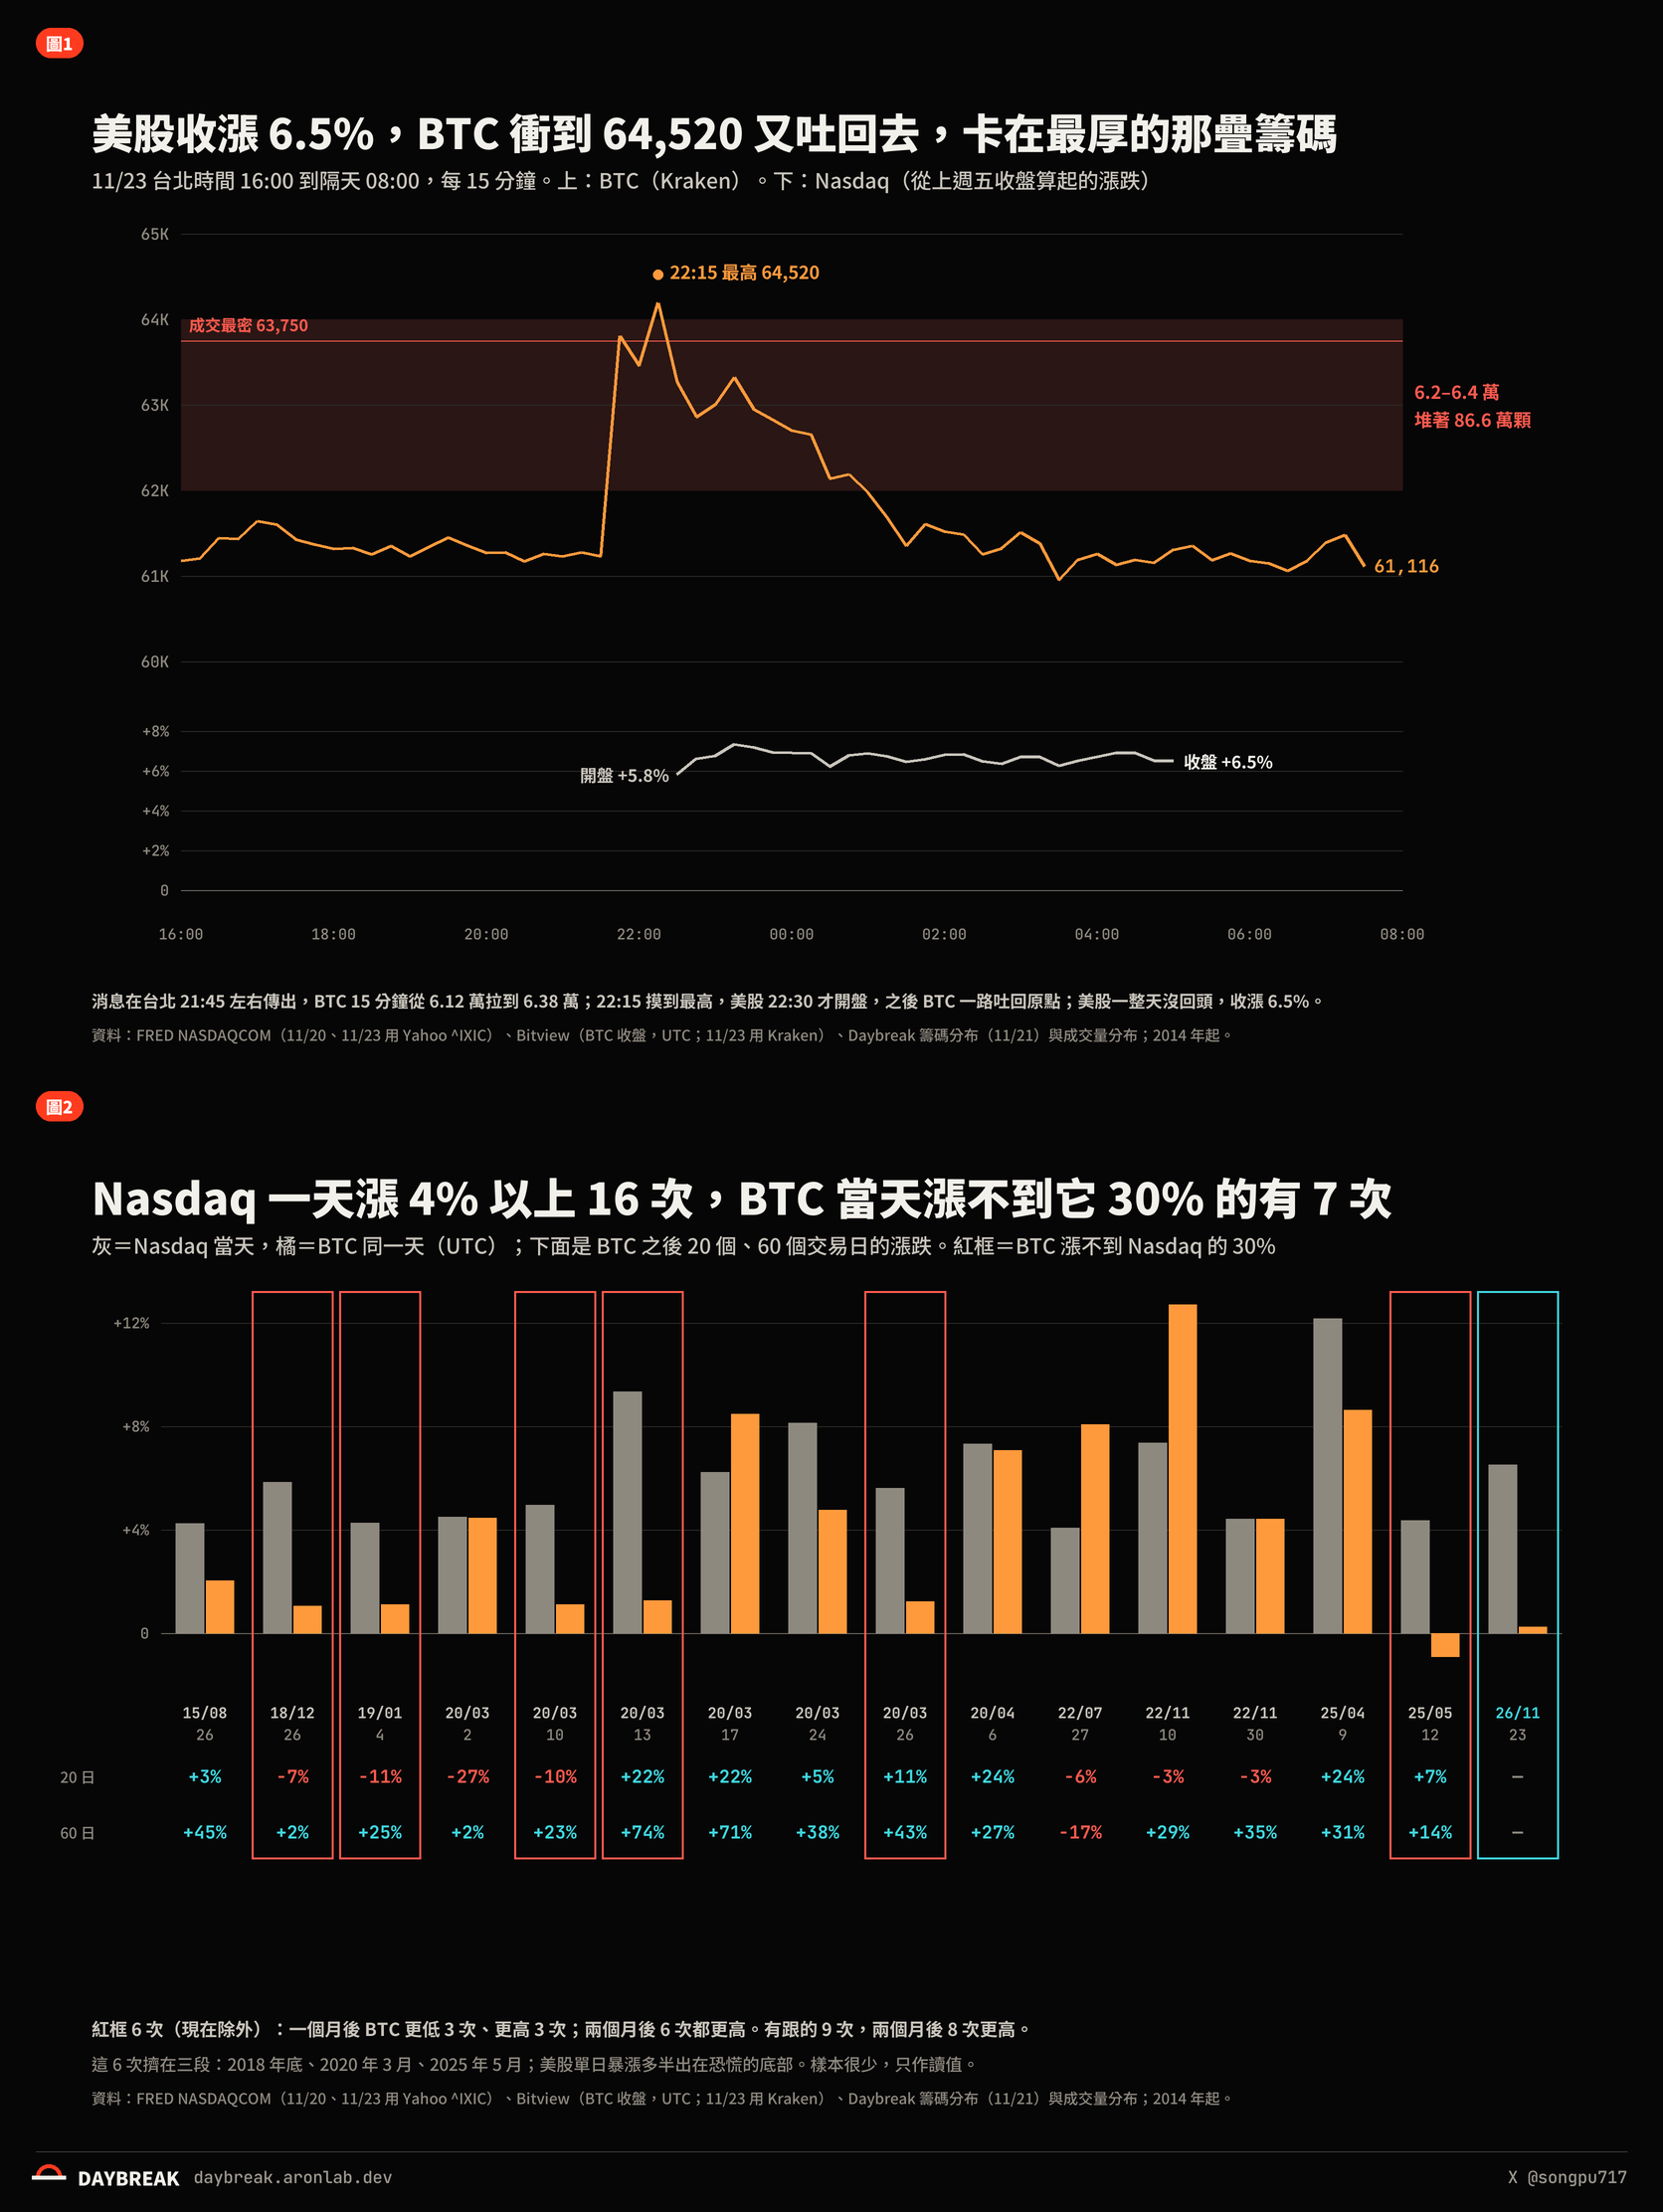 圖1
美股收漲 6.5%，BTC 衝到 64,520 又吐回去，卡在最厚的那疊籌碼
11/23 台北時間 16:00 到隔天 08:00，每 15 分鐘。上：BTC（Kraken）。下：Nasdaq（從上週五收盤算起的漲跌）
65K
22:15 最高 64,520
64K
成交最密 63,750
6.2–6.4 萬
63K
堆著 86.6 萬顆
62K
61K
61,116
60K
+8%
+6%
開盤 +5.8%
收盤 +6.5%
+4%
+2%
0
16:00 18:00 20:00 22:00 00:00 02:00 04:00 06:00 08:00
消息在台北 21:45 左右傳出，BTC 15 分鐘從 6.12 萬拉到 6.38 萬；22:15 摸到最高，美股 22:30 才開盤，之後 BTC 一路吐回原點；美股一整天沒回頭，收漲 6.5%。
資料：FRED NASDAQCOM（11/20、11/23 用 Yahoo ^IXIC）、Bitview（BTC 收盤，UTC；11/23 用 Kraken）、Daybreak 籌碼分布（11/21）與成交量分布；2014 年起。
圖2
Nasdaq 一天漲 4% 以上 16 次，BTC 當天漲不到它 30% 的有 7 次
灰＝Nasdaq 當天，橘＝BTC 同一天（UTC）；下面是 BTC 之後 20 個、60 個交易日的漲跌。紅框＝BTC 漲不到 Nasdaq 的 30%
+12%
+8%
+4%
0
15/08 18/12 19/01 20/03 20/03 20/03 20/03 20/03 20/03 20/04 22/07 22/11 22/11 25/04 25/05 26/11
26 26 4 2 10 13 17 24 26 6 27 10 30 9 12 23
20 日 +3% -7% -11% -27% -10% +22% +22% +5% +11% +24% -6% -3% -3% +24% +7% —
60 日 +45% +2% +25% +2% +23% +74% +71% +38% +43% +27% -17% +29% +35% +31% +14% —
紅框 6 次（現在除外）：一個月後 BTC 更低 3 次、更高 3 次；兩個月後 6 次都更高。有跟的 9 次，兩個月後 8 次更高。
這 6 次擠在三段：2018 年底、2020 年 3 月、2025 年 5 月；美股單日暴漲多半出在恐慌的底部。樣本很少，只作讀值。
資料：FRED NASDAQCOM（11/20、11/23 用 Yahoo ^IXIC）、Bitview（BTC 收盤，UTC；11/23 用 Kraken）、Daybreak 籌碼分布（11/21）與成交量分布；2014 年起。
DAYBREAK daybreak.aronlab.dev
X @songpu717